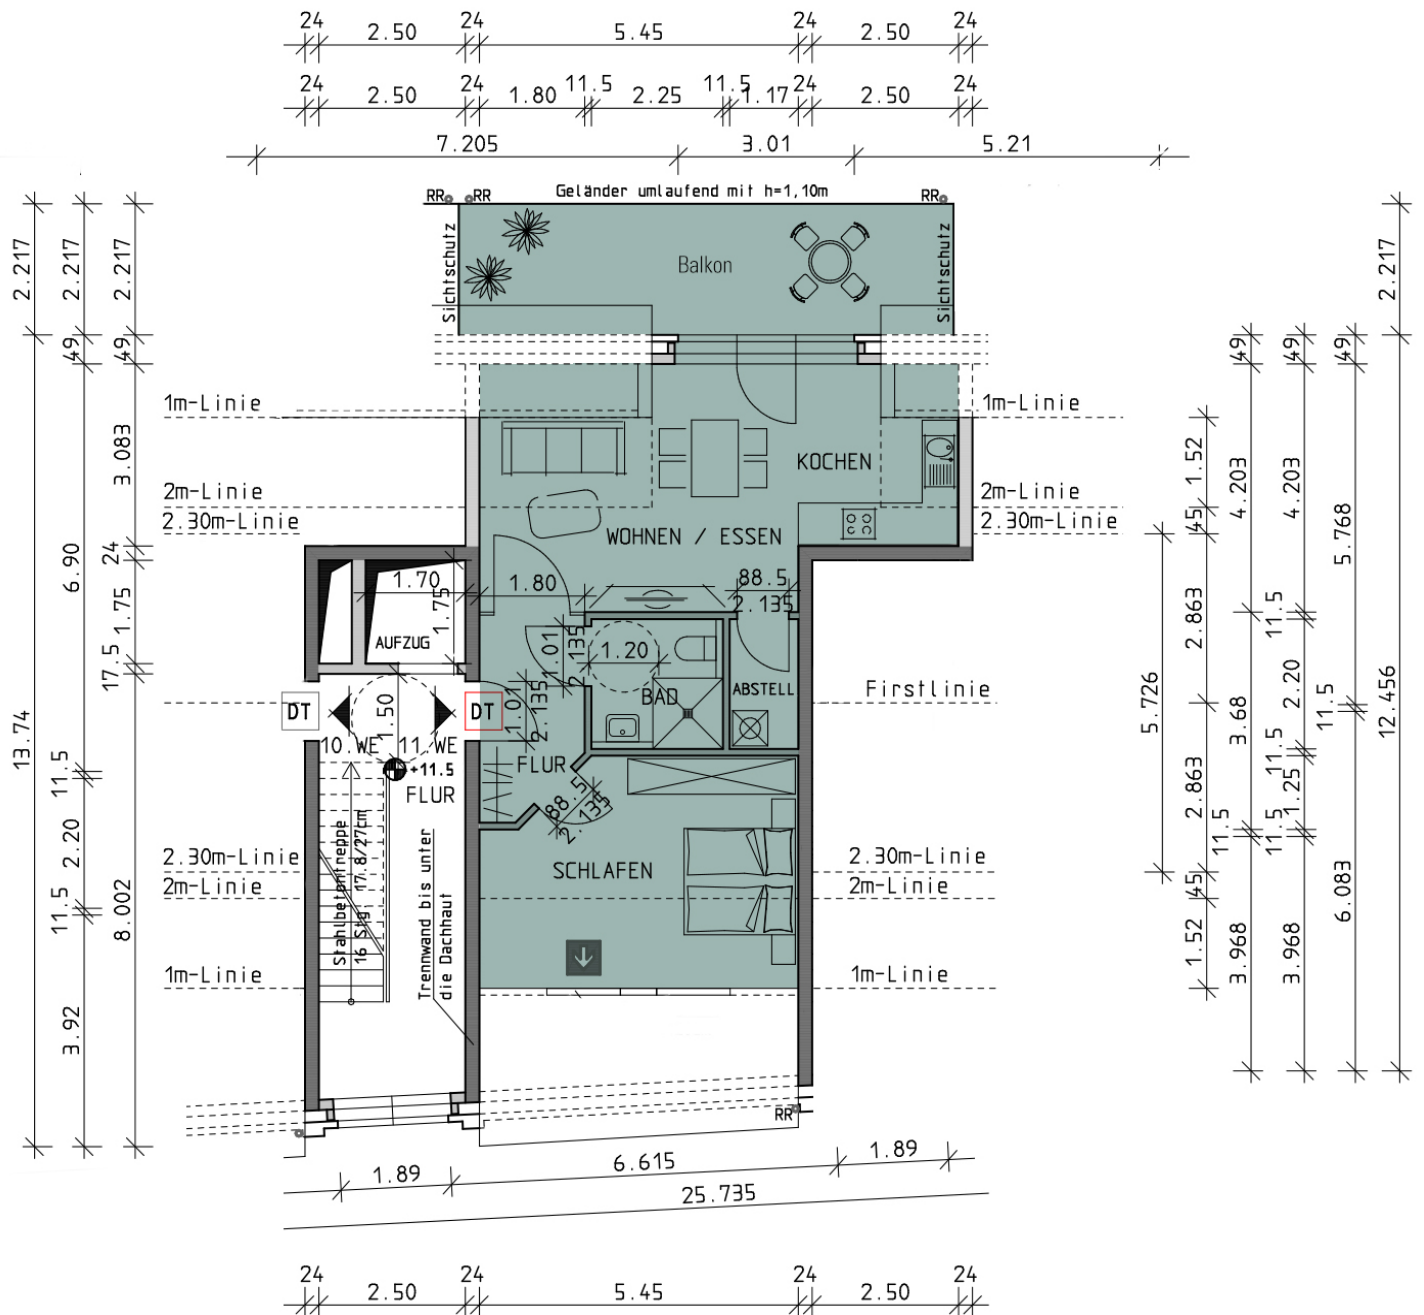 24 2.50 24 5.45 24 2.50 24
24 2.50 24 1.80 11.5 2.25 11.5 1.17 24 2.50 24
7.205 3.01 5.21
RR RR Geländer umlaufend mit h=1,10m RR
Sichtschutz
Balkon
Sichtschutz
2.217
2.217
2.217
2.217
49
49
49
49
49
1m-Linie
1m-Linie
KOCHEN
2m-Linie
2m-Linie
2.30m-Linie
2.30m-Linie
WOHNEN / ESSEN
3.083
6.90
24
1.75
17.5
13.74
11.5
2.20
11.5
8.002
3.92
1.52
45
4.203
4.203
5.768
2.863
11.5
2.20
5.726
3.68
11.5
12.456
2.863
11.5
1.25
11.5
11.5
45
1.52
3.968
3.968
6.083
1.70
1.75
1.80
88.5
2.135
AUFZUG
1.01
2.135
1.20
BAD
ABSTELL
Firstlinie
DT
1.50
DT
1.01
2.135
10.WE 11.WE
+11.5
FLUR
FLUR
88.5
2.135
SCHLAFEN
2.30m-Linie
2.30m-Linie
2m-Linie
2m-Linie
1m-Linie
1m-Linie
Stahlbetontreppe
16 Stg. 17.8/27cm
Trennwand bis unter
die Dachhaut
RR
1.89 6.615 1.89
25.735
24 2.50 24 5.45 24 2.50 24